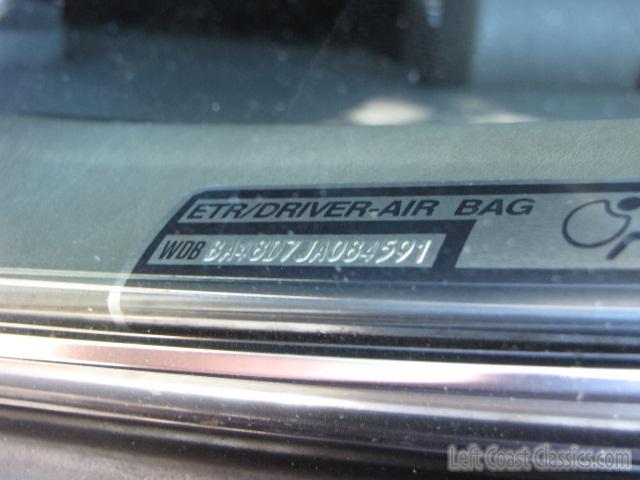 ETR/DRIVER-AIR BAG
WDB BA48D7JA084591
Left Coast Classics.com